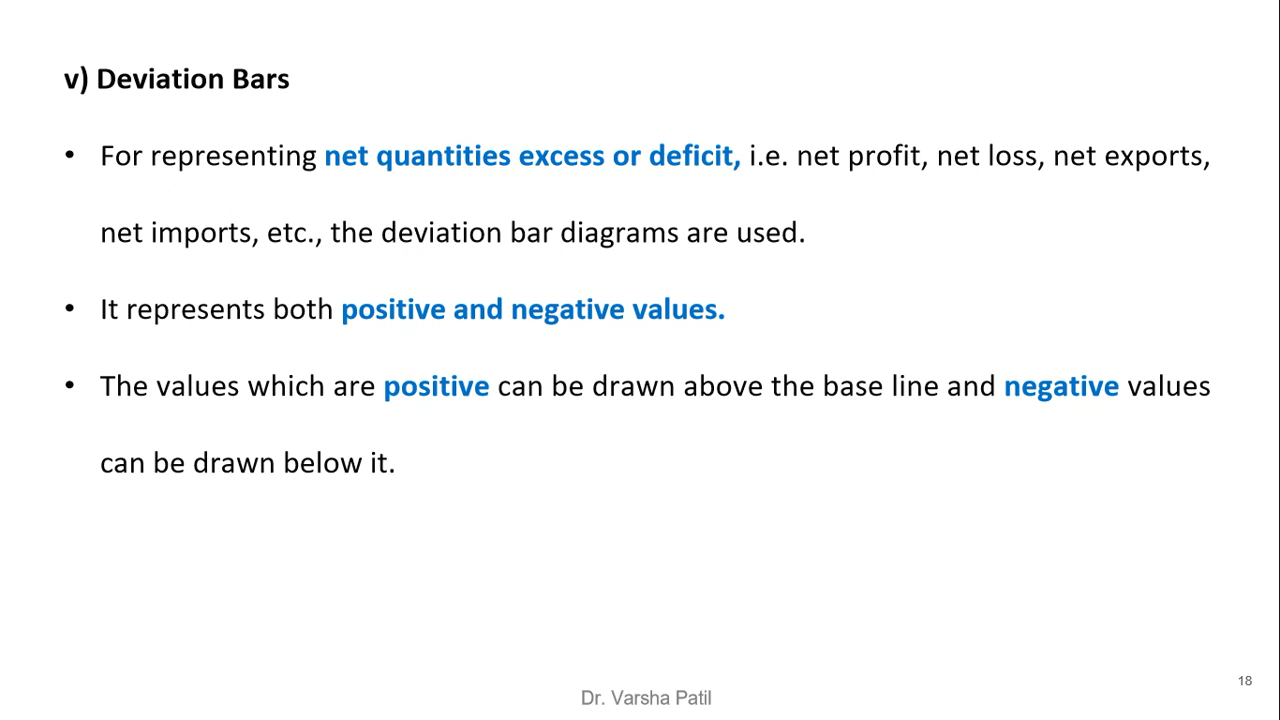 v) Deviation Bars
• For representing net quantities excess or deficit, i.e. net profit, net loss, net exports,
net imports, etc., the deviation bar diagrams are used.
• It represents both positive and negative values.
• The values which are positive can be drawn above the base line and negative values
can be drawn below it.
18
Dr. Varsha Patil